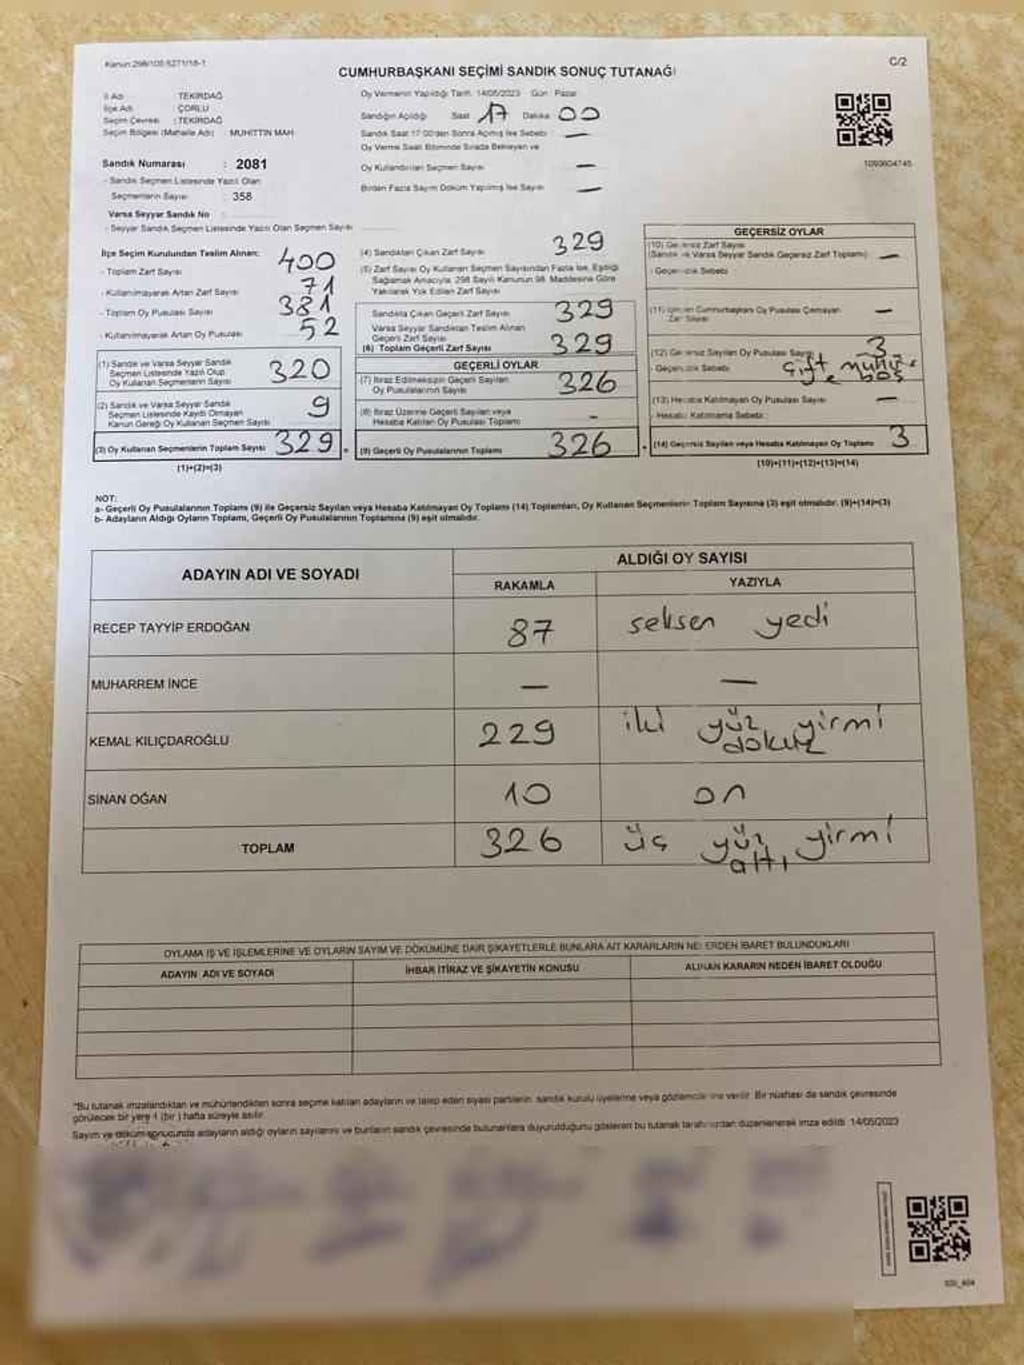 Kanun:298/105 6271/18-1
C/2
CUMHURBAŞKANI SEÇİMİ SANDIK SONUÇ TUTANAĞI
İl Adı : TEKİRDAĞ
İlçe Adı : ÇORLU
Seçim Çevresi : TEKİRDAĞ
Seçim Bölgesi (Mahalle Adı) : MUHİTTİN MAH.
Sandık Numarası : 2081
- Sandık Seçmen Listesinde Yazılı Olan
Seçmenlerin Sayısı : 358
Varsa Seyyar Sandık No :
- Seyyar Sandık Seçmen Listesinde Yazılı Olan Seçmen Sayısı
Oy Vermenin Yapıldığı Tarih: 14/05/2023 Gün: Pazar
Sandığın Açıldığı Saat 17 Dakika 00
Sandık Saat 17:00'den Sonra Açılmış İse Sebebi: —
Oy Verme Saati Bitiminde Sırada Bekleyen ve
Oy Kullandırılan Seçmen Sayısı —
Birden Fazla Sayım Döküm Yapılmış İse Sayısı —
1093604745
İlçe Seçim Kurulundan Teslim Alınan:
- Toplam Zarf Sayısı 400
- Kullanılmayarak Artan Zarf Sayısı 71
- Toplam Oy Pusulası Sayısı 381
- Kullanılmayarak Artan Oy Pusulası 52
(1) Sandık ve Varsa Seyyar Sandık
Seçmen Listesinde Yazılı Olup
Oy Kullanan Seçmenlerin Sayısı 320
(2) Sandık ve Varsa Seyyar Sandık
Seçmen Listesinde Kaydı Olmayan
Kanun Gereği Oy Kullanan Seçmen Sayısı 9
(3) Oy Kullanan Seçmenlerin Toplam Sayısı 329
(1)+(2)=(3)
(4) Sandıktan Çıkan Zarf Sayısı 329
(5) Zarf Sayısı Oy Kullanan Seçmen Sayısından Fazla İse, Eşitliği
Sağlamak Amacıyla, 298 Sayılı Kanunun 98. Maddesine Göre
Yakılarak Yok Edilen Zarf Sayısı
Sandıkta Çıkan Geçerli Zarf Sayısı 329
Varsa Seyyar Sandıktan Teslim Alınan
Geçerli Zarf Sayısı
(6) Toplam Geçerli Zarf Sayısı 329
GEÇERLİ OYLAR
(7) İtiraz Edilmeksizin Geçerli Sayılan
Oy Pusulasının Sayısı 326
(8) İtiraz Üzerine Geçerli Sayılan veya
Hesaba Katılan Oy Pusulası Toplamı -
(9) Geçerli Oy Pusulalarının Toplamı 326
GEÇERSİZ OYLAR
(10) Geçersiz Zarf Sayısı
(Sandık ve Varsa Seyyar Sandık Geçersiz Zarf Toplamı) —
- Geçersizlik Sebebi
(11) İçinden Cumhurbaşkanı Oy Pusulası Çıkmayan
Zarf Sayısı —
(12) Geçersiz Sayılan Oy Pusulası Sayısı 3
- Geçersizlik Sebebi çift mühür
boş
(13) Hesaba Katılmayan Oy Pusulası Sayısı —
- Hesaba Katılmama Sebebi
(14) Geçersiz Sayılan veya Hesaba Katılmayan Oy Toplamı 3
(10)+(11)+(12)+(13)=(14)
NOT:
a- Geçerli Oy Pusulalarının Toplamı (9) ile Geçersiz Sayılan veya Hesaba Katılmayan Oy Toplamı (14) Toplamları, Oy Kullanan Seçmenlerin Toplam Sayısına (3) eşit olmalıdır. (9)+(14)=(3)
b- Adayların Aldığı Oyların Toplamı, Geçerli Oy Pusulalarının Toplamına (9) eşit olmalıdır.
ADAYIN ADI VE SOYADI
ALDIĞI OY SAYISI
RAKAMLA YAZIYLA
RECEP TAYYİP ERDOĞAN 87 seksen yedi
MUHARREM İNCE — —
KEMAL KILIÇDAROĞLU 229 iki yüz yirmi
dokuz
SİNAN OĞAN 10 on
TOPLAM 326 üç yüz yirmi
altı
OYLAMA İŞ VE İŞLEMLERİNE VE OYLARIN SAYIM VE DÖKÜMÜNE DAİR ŞİKAYETLERLE BUNLARA AİT KARARLARIN NELERDEN İBARET BULUNDUKLARI
ADAYIN ADI VE SOYADI İHBAR İTİRAZ VE ŞİKAYETİN KONUSU ALINAN KARARIN NEDEN İBARET OLDUĞU
*Bu tutanak imzalandıktan ve mühürlendikten sonra seçime katılan adayların ve talep eden siyasi partilerin sandık kurulu üyelerine veya gözlemcilerine verilir. Bir nüshası da sandık çevresinde
görülecek bir yere 1 (bir) hafta süreyle asılır.
Sayım ve döküm sonucunda adayların aldığı oyların sayılarını ve bunların sandık çevresinde bulunanlara duyurulduğunu gösteren bu tutanak tarafımızdan düzenlenerek imza edildi. 14/05/2023